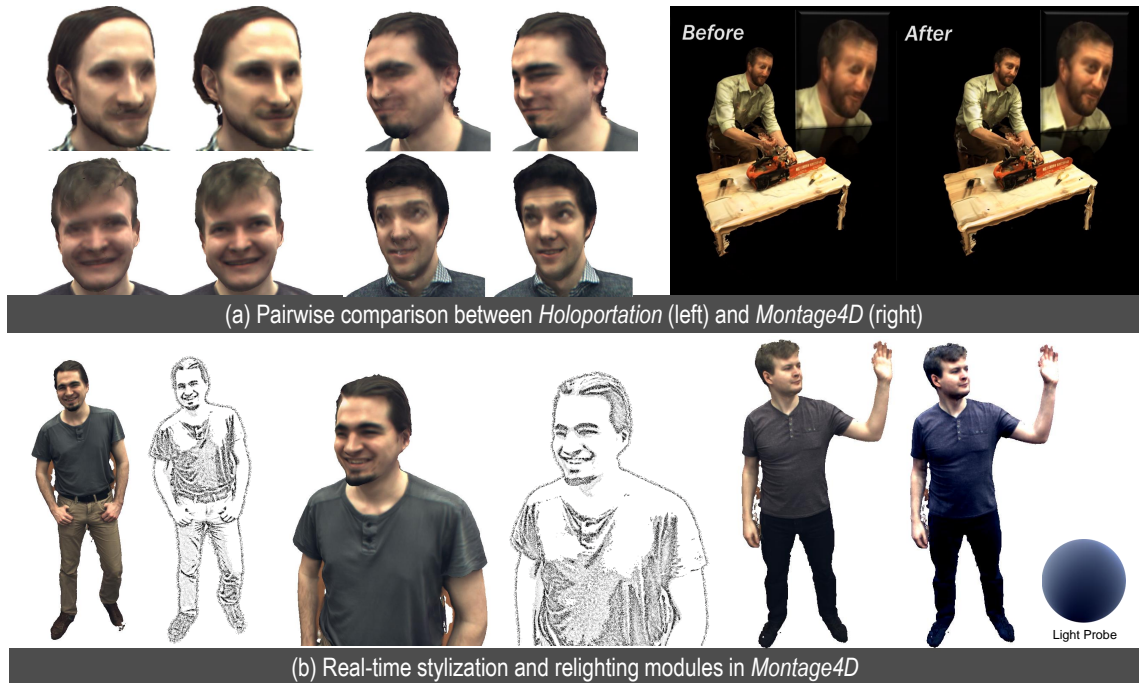 Before
After
(a) Pairwise comparison between Holoportation (left) and Montage4D (right)
Light Probe
(b) Real-time stylization and relighting modules in Montage4D